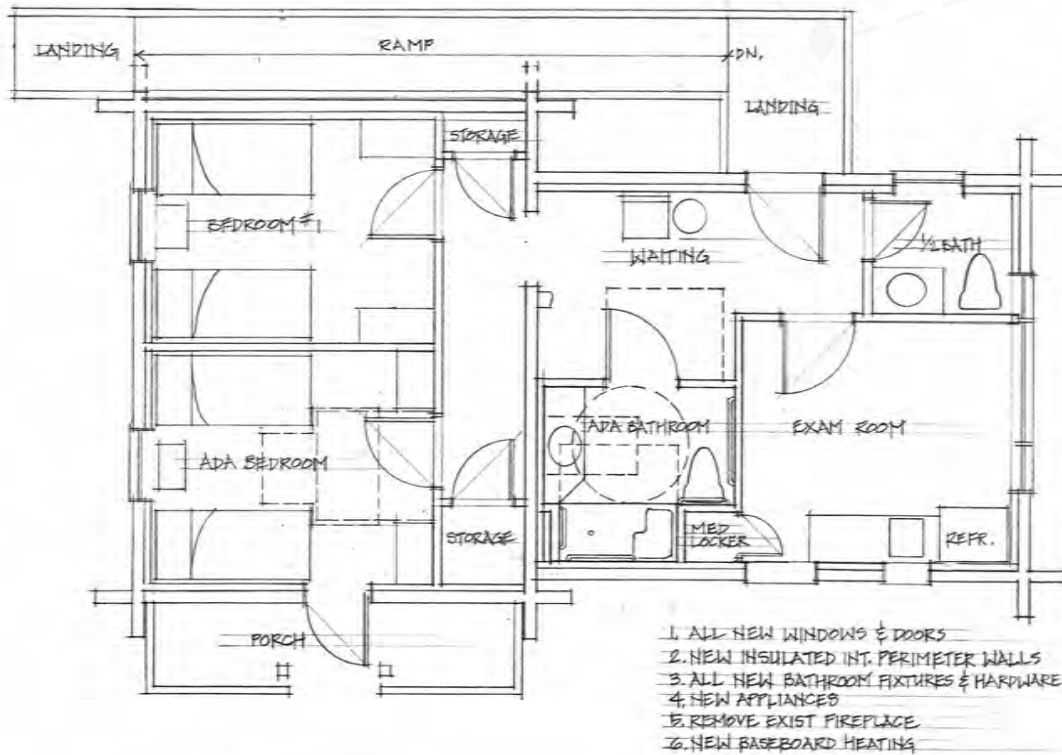 LANDING
RAMP
DN.
LANDING
STORAGE
BEDROOM #1
WAITING
1/2 BATH
ADA BEDROOM
ADA BATHROOM
EXAM ROOM
STORAGE
MED
LOCKER
REFR.
PORCH
1. ALL NEW WINDOWS & DOORS
2. NEW INSULATED INT. PERIMETER WALLS
3. ALL NEW BATHROOM FIXTURES & HARDWARE
4. NEW APPLIANCES
5. REMOVE EXIST FIREPLACE
6. NEW BASEBOARD HEATING